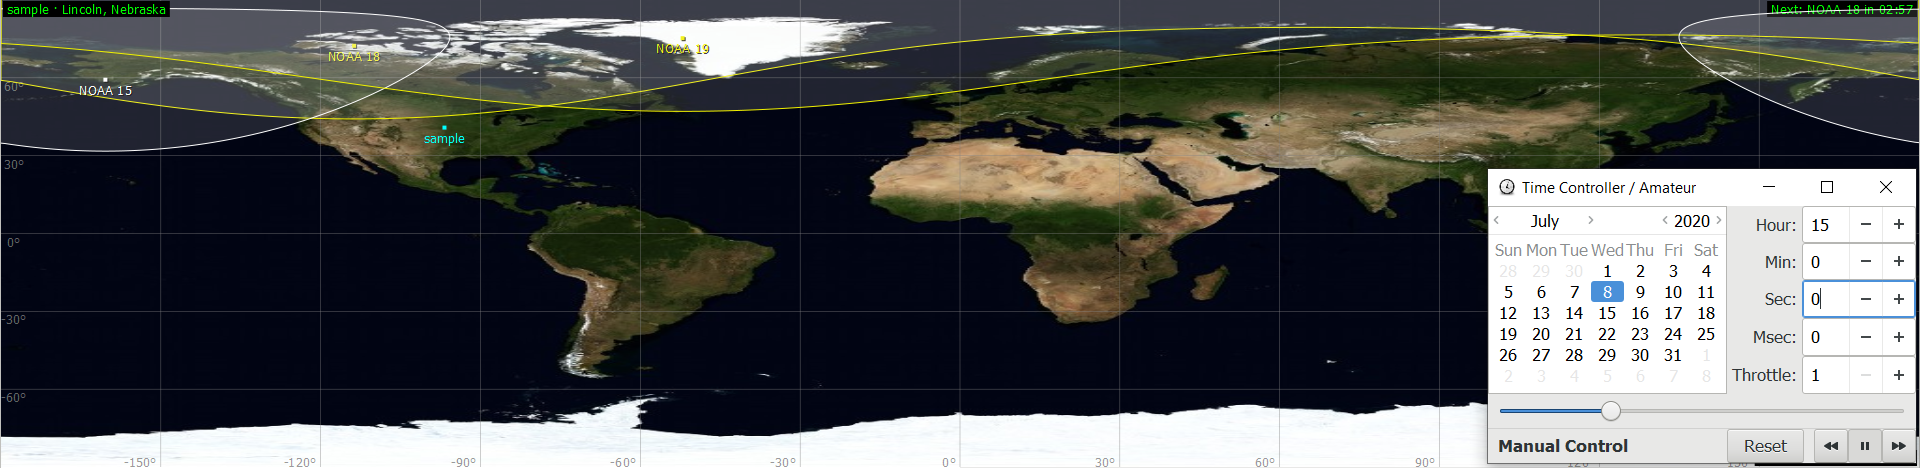 sample · Lincoln, Nebraska
Next: NOAA 18 in 02:57
NOAA 18
NOAA 19
NOAA 15
sample
60°
30°
0°
-30°
-60°
-150°
-120°
-90°
-60°
-30°
0°
30°
60°
90°
Time Controller / Amateur
July 2020
Sun Mon Tue Wed Thu Fri Sat
28 29 30 1 2 3 4
5 6 7 8 9 10 11
12 13 14 15 16 17 18
19 20 21 22 23 24 25
26 27 28 29 30 31 1
2 3 4 5 6 7 8
Hour: 15
Min: 0
Sec: 0
Msec: 0
Throttle: 1
Manual Control
Reset